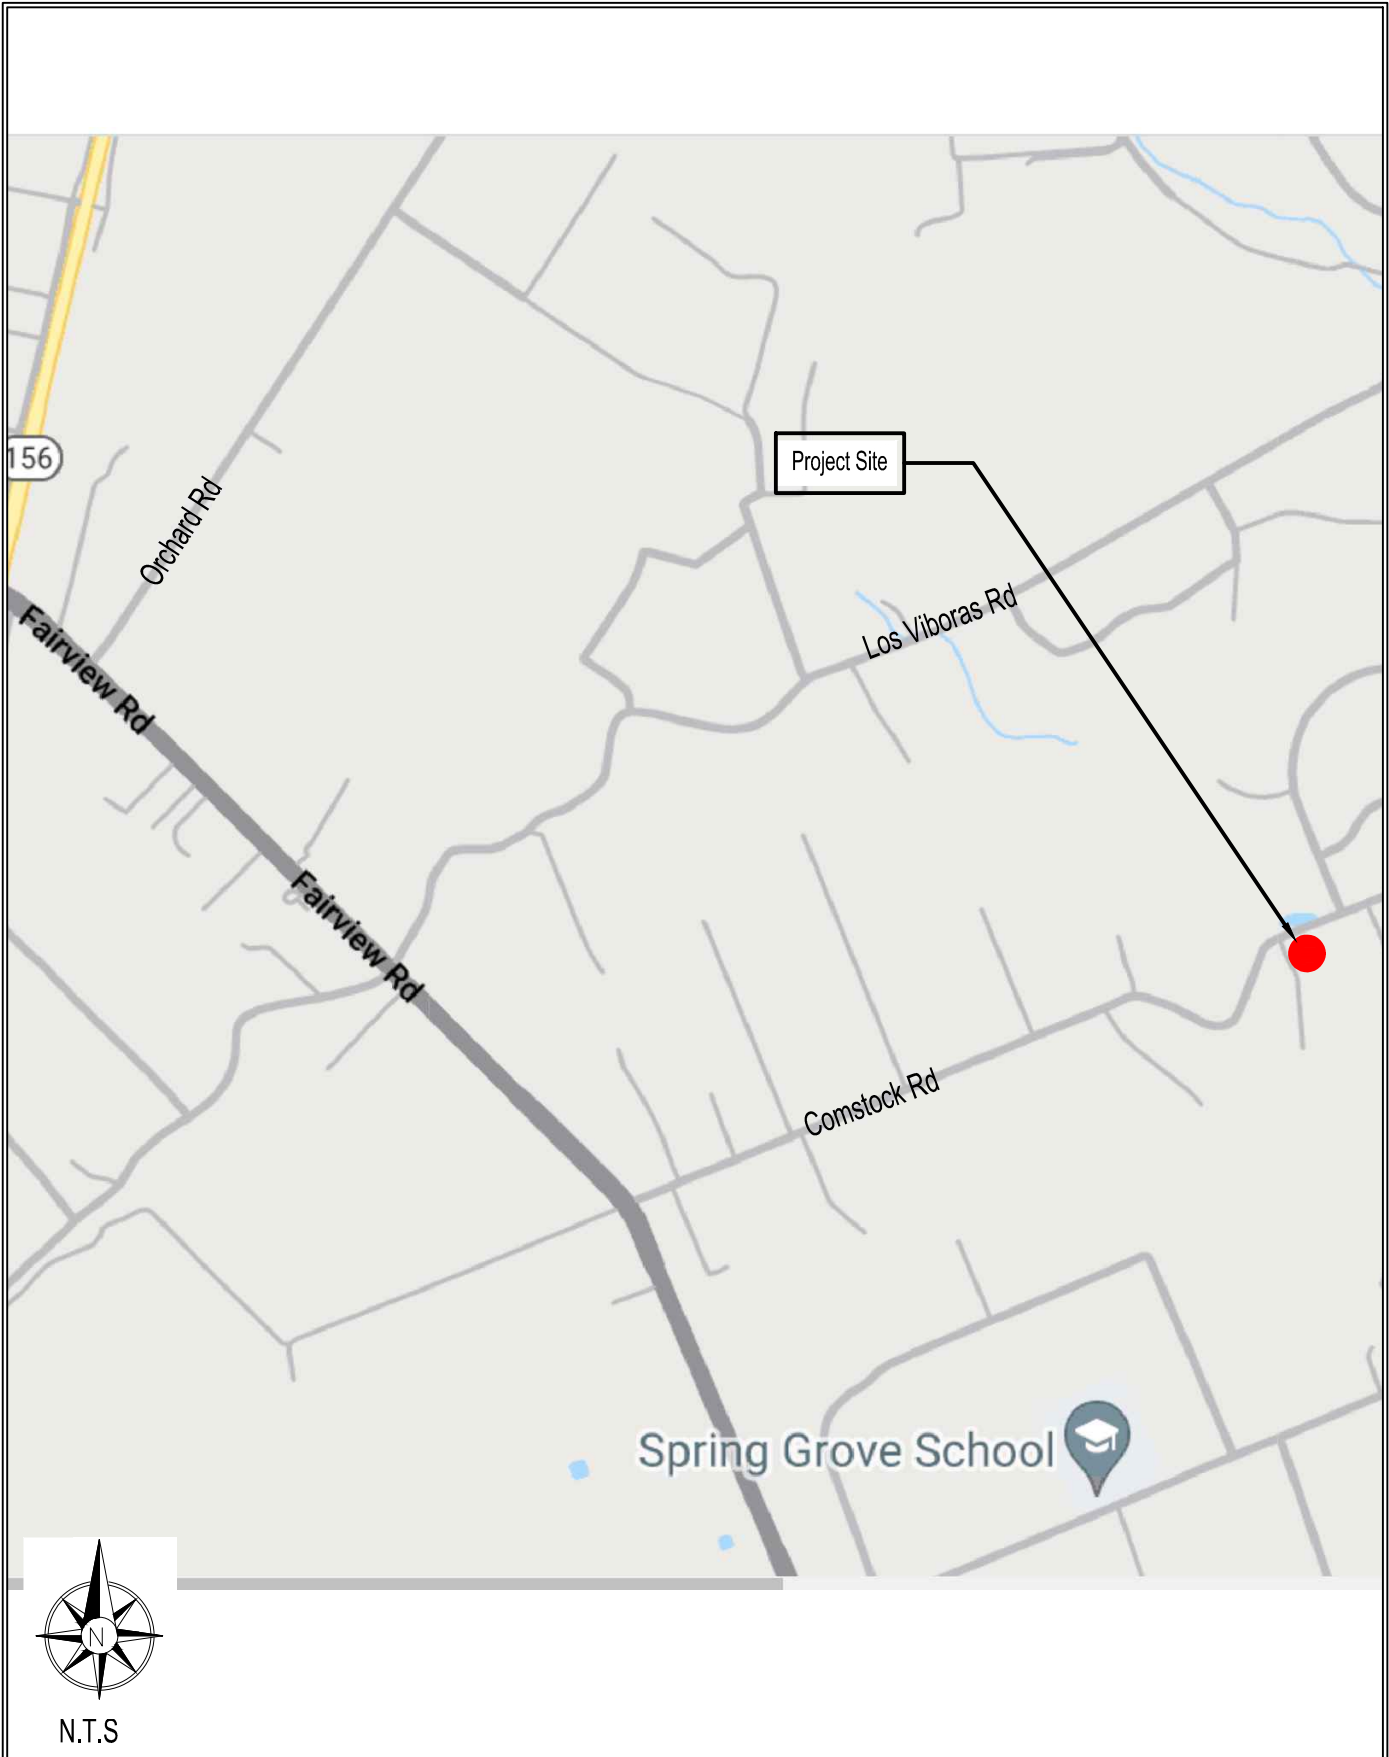 Project Site
156
Orchard Rd
Los Viboras Rd
Fairview Rd
Fairview Rd
Comstock Rd
Spring Grove School
N
N.T.S